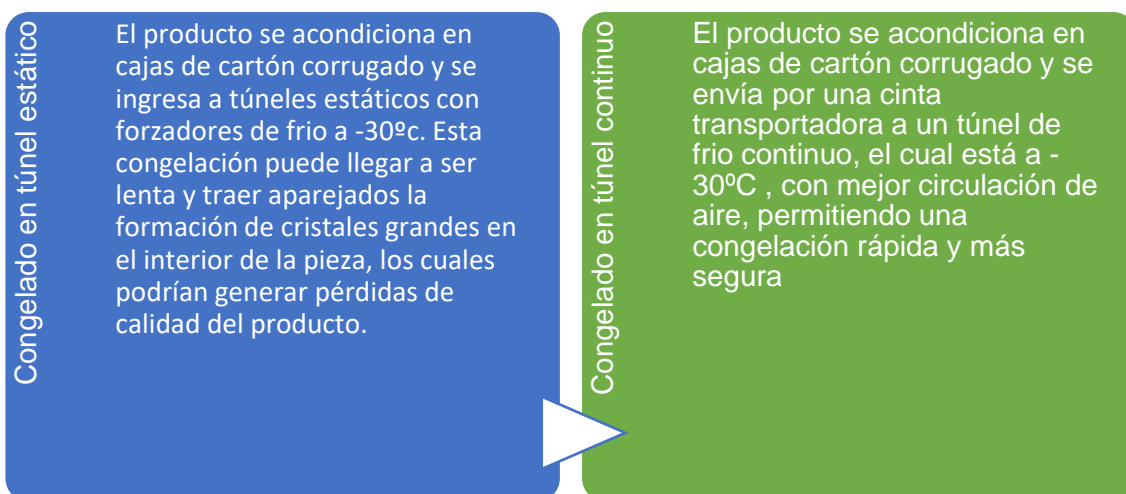 Congelado en túnel estático
El producto se acondiciona en
cajas de cartón corrugado y se
ingresa a túneles estáticos con
forzadores de frio a -30ºc. Esta
congelación puede llegar a ser
lenta y traer aparejados la
formación de cristales grandes en
el interior de la pieza, los cuales
podrían generar pérdidas de
calidad del producto.
Congelado en túnel continuo
El producto se acondiciona en
cajas de cartón corrugado y se
envía por una cinta
transportadora a un túnel de
frio continuo, el cual está a -
30ºC , con mejor circulación de
aire, permitiendo una
congelación rápida y más
segura